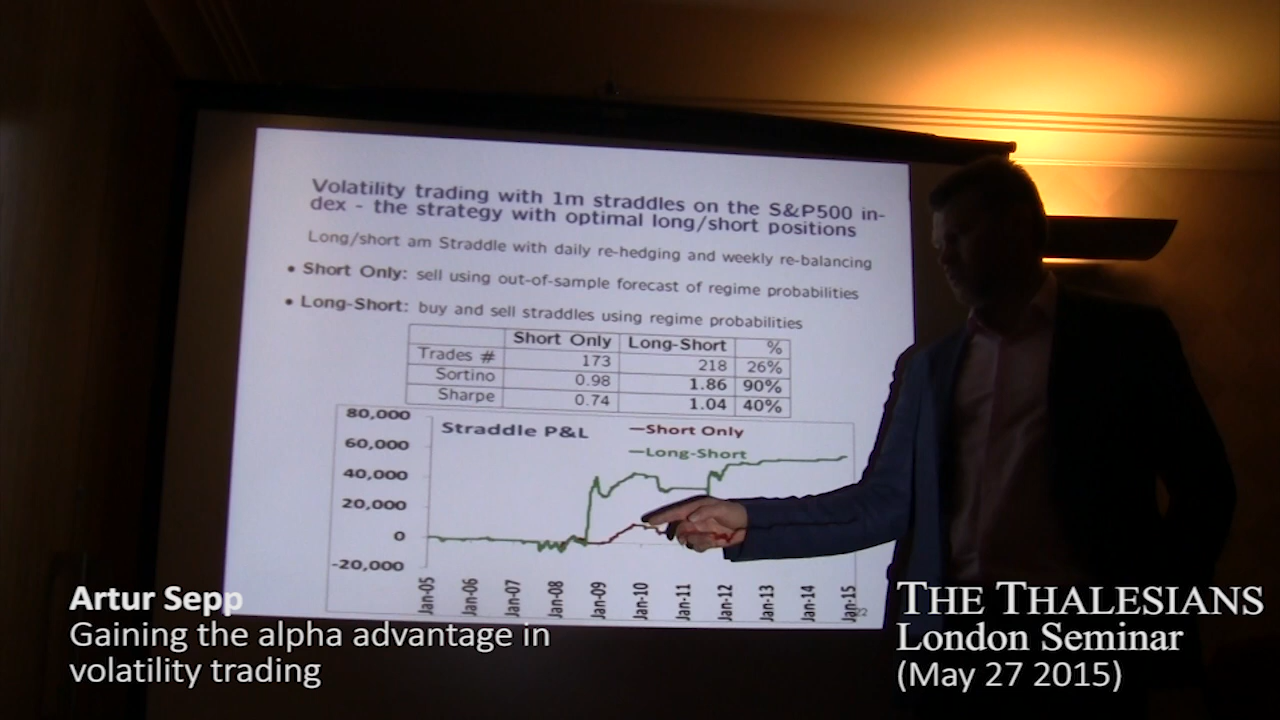 Volatility trading with 1m straddles on the S&P500 in-
dex - the strategy with optimal long/short positions
Long/short am Straddle with daily re-hedging and weekly re-balancing
• Short Only: sell using out-of-sample forecast of regime probabilities
• Long-Short: buy and sell straddles using regime probabilities
Short Only Long-Short %
Trades # 173 218 26%
Sortino 0.98 1.86 90%
Sharpe 0.74 1.04 40%
80,000
60,000
40,000
20,000
0
-20,000
Straddle P&L
Short Only
Long-Short
Jan-05 Jan-06 Jan-07 Jan-08 Jan-09 Jan-10 Jan-11 Jan-12 Jan-13 Jan-14 Jan-15
Artur Sepp
Gaining the alpha advantage in
volatility trading
THE THALESIANS
London Seminar
(May 27 2015)